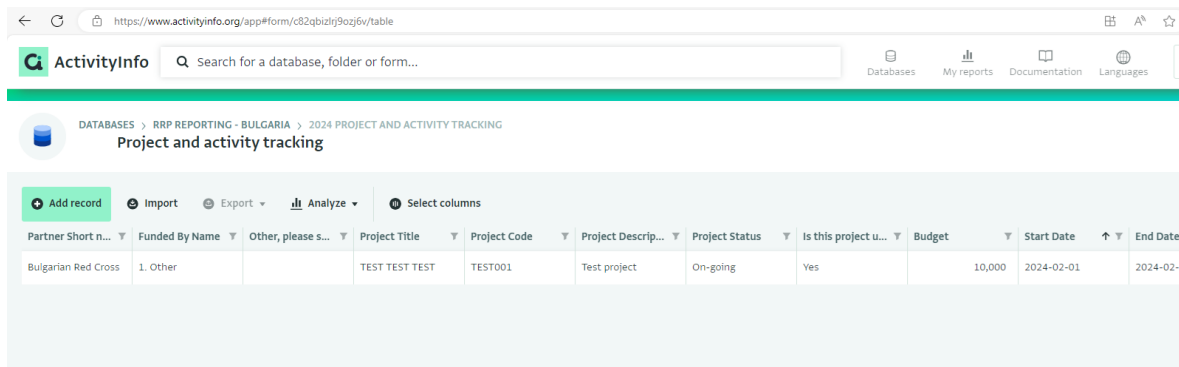 https://www.activityinfo.org/app#form/c82qbizlrj9ozj6v/table
ActivityInfo
Search for a database, folder or form...
Databases
My reports
Documentation
Languages
DATABASES > RRP REPORTING - BULGARIA > 2024 PROJECT AND ACTIVITY TRACKING
Project and activity tracking
Add record Import Export Analyze Select columns
Partner Short n... Funded By Name Other, please s... Project Title Project Code Project Descrip... Project Status Is this project u... Budget Start Date End Date
Bulgarian Red Cross 1. Other TEST TEST TEST TEST001 Test project On-going Yes 10,000 2024-02-01 2024-02-